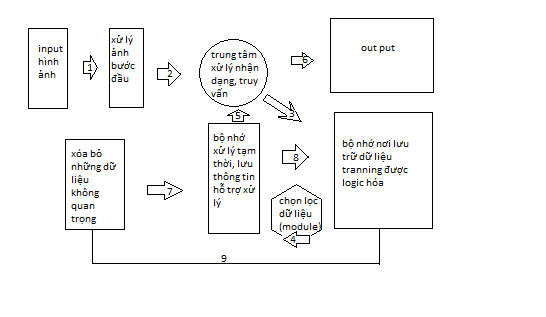 input
hình
ảnh
1
xử lý
ảnh
bước
đầu
2
trung tâm
xử lý nhận
dạng, truy
vấn
6
out put
3
5
xóa bỏ
những dữ
liệu
không
quan
trọng
7
bộ nhớ
xử lý tạm
thời, lưu
thông tin
hỗ trợ xử
lý
8
chọn lọc
dữ liệu
(module)
4
bộ nhớ nơi lưu
trữ dữ liệu
tranning được
logic hóa
9